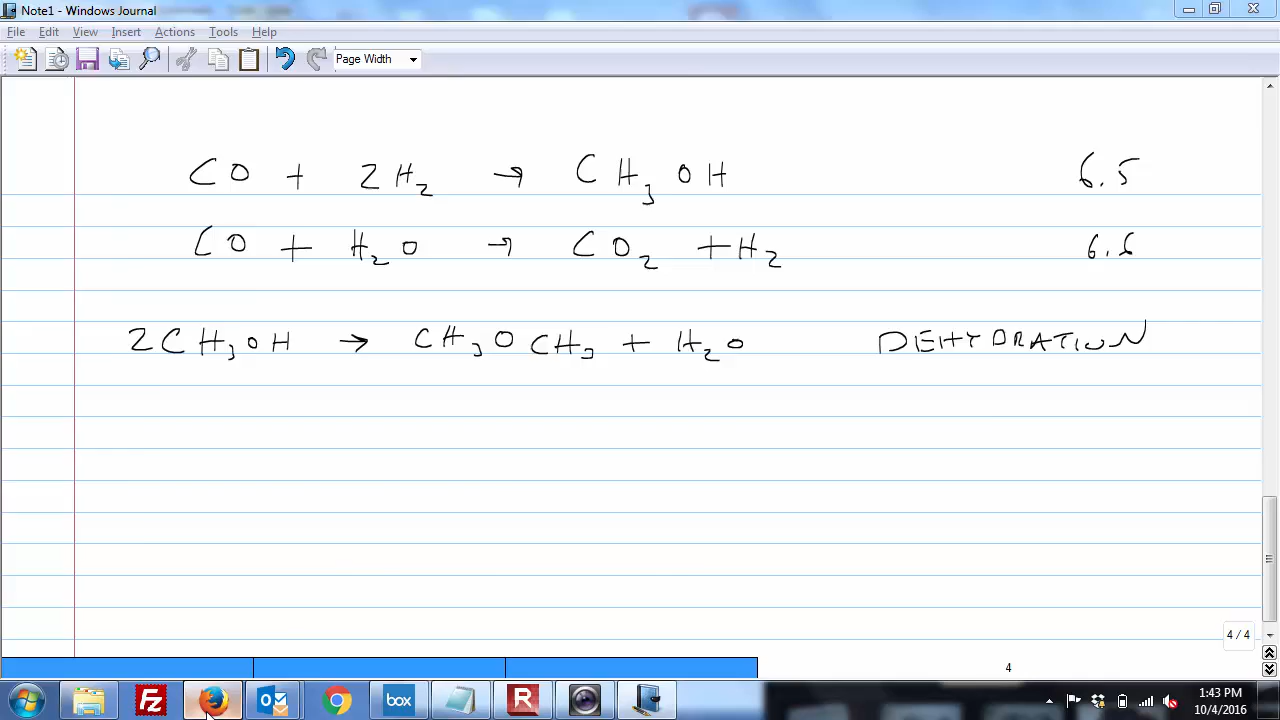 Note1 - Windows Journal
File Edit View Insert Actions Tools Help
Page Width
CO + 2H₂ → CH₃OH 6.5
CO + H₂O → CO₂ + H₂ 6.6
2CH₃OH → CH₃OCH₃ + H₂O DEHYDRATION
4 / 4
4
box
1:43 PM
10/4/2016